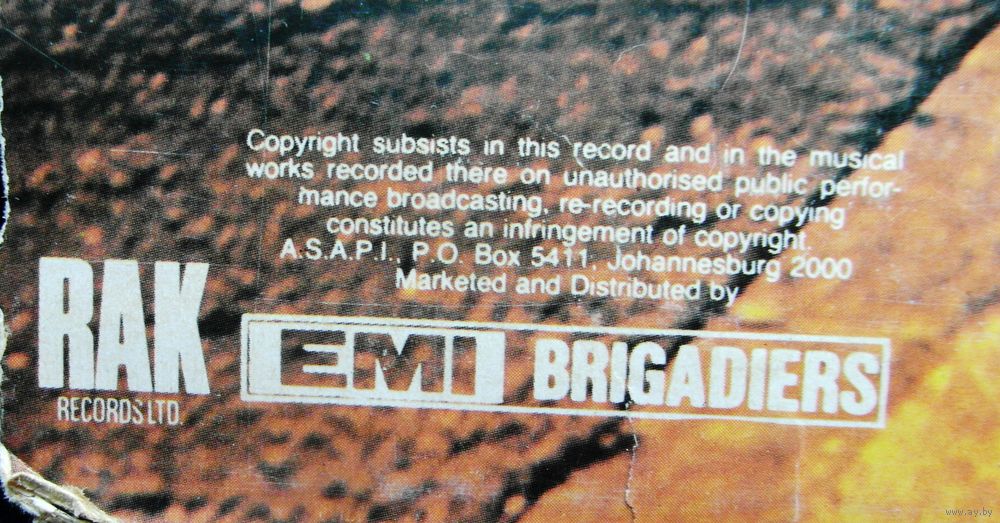 Copyright subsists in this record and in the musical
works recorded there on unauthorised public perfor-
mance broadcasting, re-recording or copying
constitutes an infringement of copyright.
A.S.A.P.I., P.O. Box 5411, Johannesburg 2000
Marketed and Distributed by
RAK
RECORDS LTD.
EMI BRIGADIERS
www.ay.by